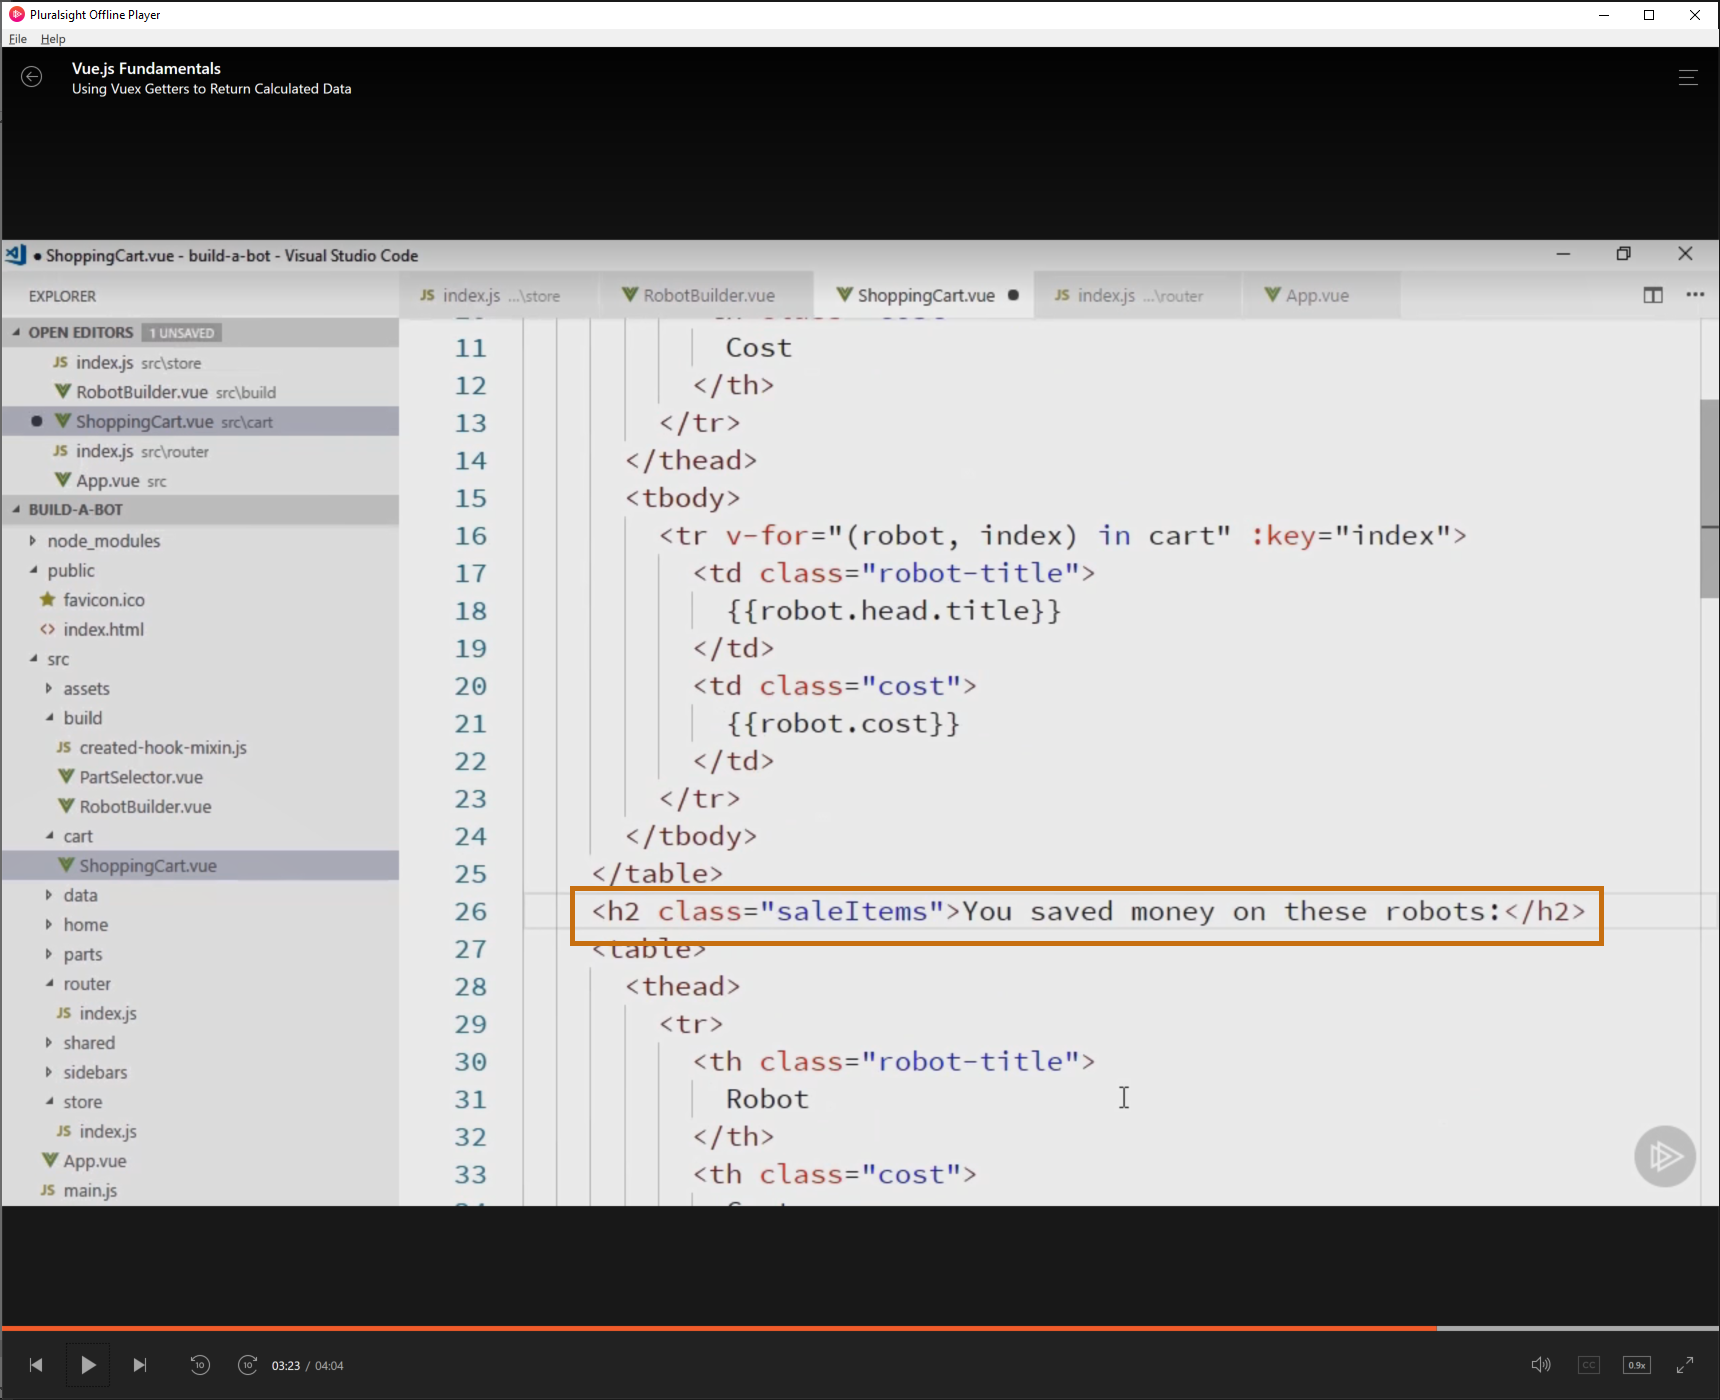 Pluralsight Offline Player
File Help
Vue.js Fundamentals
Using Vuex Getters to Return Calculated Data
● ShoppingCart.vue - build-a-bot - Visual Studio Code
EXPLORER
JS index.js ...\store
RobotBuilder.vue
ShoppingCart.vue ●
JS index.js ...\router
App.vue
OPEN EDITORS 1 UNSAVED
JS index.js src\store
RobotBuilder.vue src\build
● ShoppingCart.vue src\cart
JS index.js src\router
App.vue src
BUILD-A-BOT
node_modules
public
favicon.ico
<> index.html
src
assets
build
JS created-hook-mixin.js
PartSelector.vue
RobotBuilder.vue
cart
ShoppingCart.vue
data
home
parts
router
JS index.js
shared
sidebars
store
JS index.js
App.vue
JS main.js
11 Cost
12 </th>
13 </tr>
14 </thead>
15 <tbody>
16 <tr v-for="(robot, index) in cart" :key="index">
17 <td class="robot-title">
18 {{robot.head.title}}
19 </td>
20 <td class="cost">
21 {{robot.cost}}
22 </td>
23 </tr>
24 </tbody>
25 </table>
26 <h2 class="saleItems">You saved money on these robots:</h2>
27 <table>
28 <thead>
29 <tr>
30 <th class="robot-title">
31 Robot
32 </th>
33 <th class="cost">
10 10 03:23 / 04:04
CC 0.9x